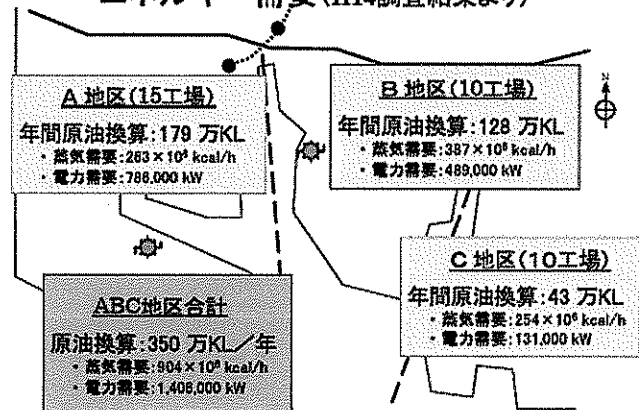 エネルギー需要(H14調査結果より)
A 地区(15工場)
年間原油換算:179 万KL
・蒸気需要:263×10⁶ kcal/h
・電力需要:786,000 kW
B 地区(10工場)
年間原油換算:128 万KL
・蒸気需要:387×10⁶ kcal/h
・電力需要:489,000 kW
N
C 地区(10工場)
年間原油換算:43 万KL
・蒸気需要:254×10⁶ kcal/h
・電力需要:131,000 kW
ABC地区合計
原油換算:350 万KL/年
・蒸気需要:904×10⁶ kcal/h
・電力需要:1,406,000 kW